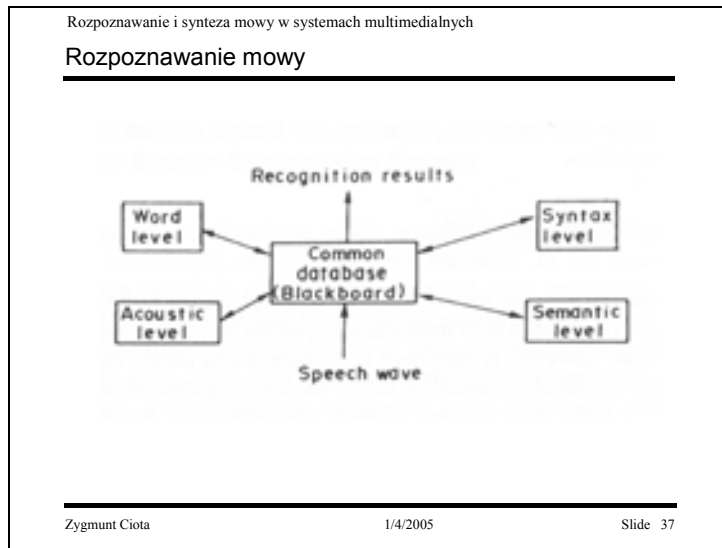 Rozpoznawanie i synteza mowy w systemach multimedialnych
Rozpoznawanie mowy
Recognition results
Word
level
Syntax
level
Common
database
(Blackboard)
Acoustic
level
Semantic
level
Speech wave
Zygmunt Ciota 1/4/2005 Slide 37